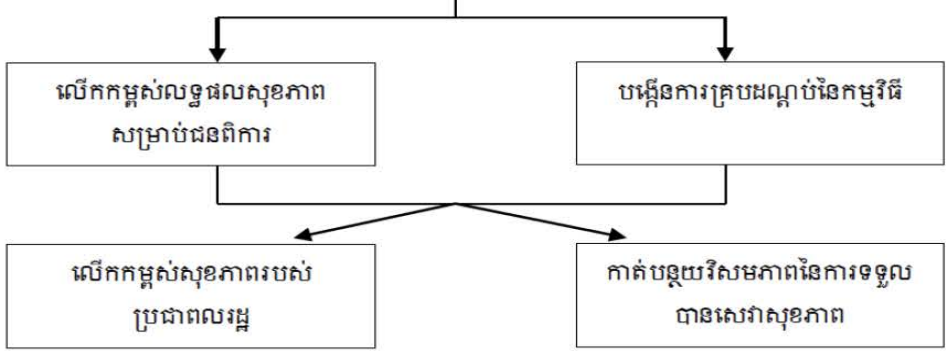 លើកកម្ពស់លទ្ធផលសុខភាព
សម្រាប់ជនពិការ
បង្កើនការគ្របដណ្តប់នៃកម្មវិធី
លើកកម្ពស់សុខភាពរបស់
ប្រជាពលរដ្ឋ
កាត់បន្ថយវិសមភាពនៃការទទួល
បានសេវាសុខភាព